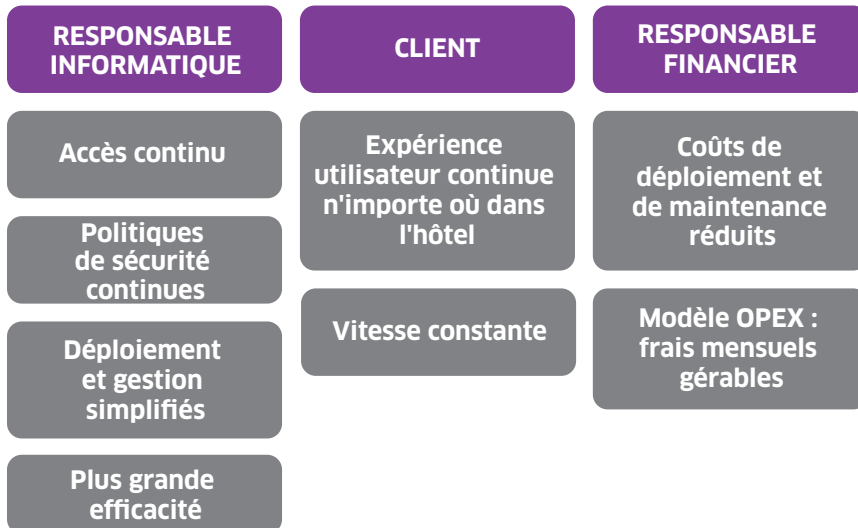 RESPONSABLE
INFORMATIQUE
Accès continu
Politiques
de sécurité
continues
Déploiement
et gestion
simplifiés
Plus grande
efficacité
CLIENT
Expérience
utilisateur continue
n'importe où dans
l'hôtel
Vitesse constante
RESPONSABLE
FINANCIER
Coûts de
déploiement et
de maintenance
réduits
Modèle OPEX :
frais mensuels
gérables